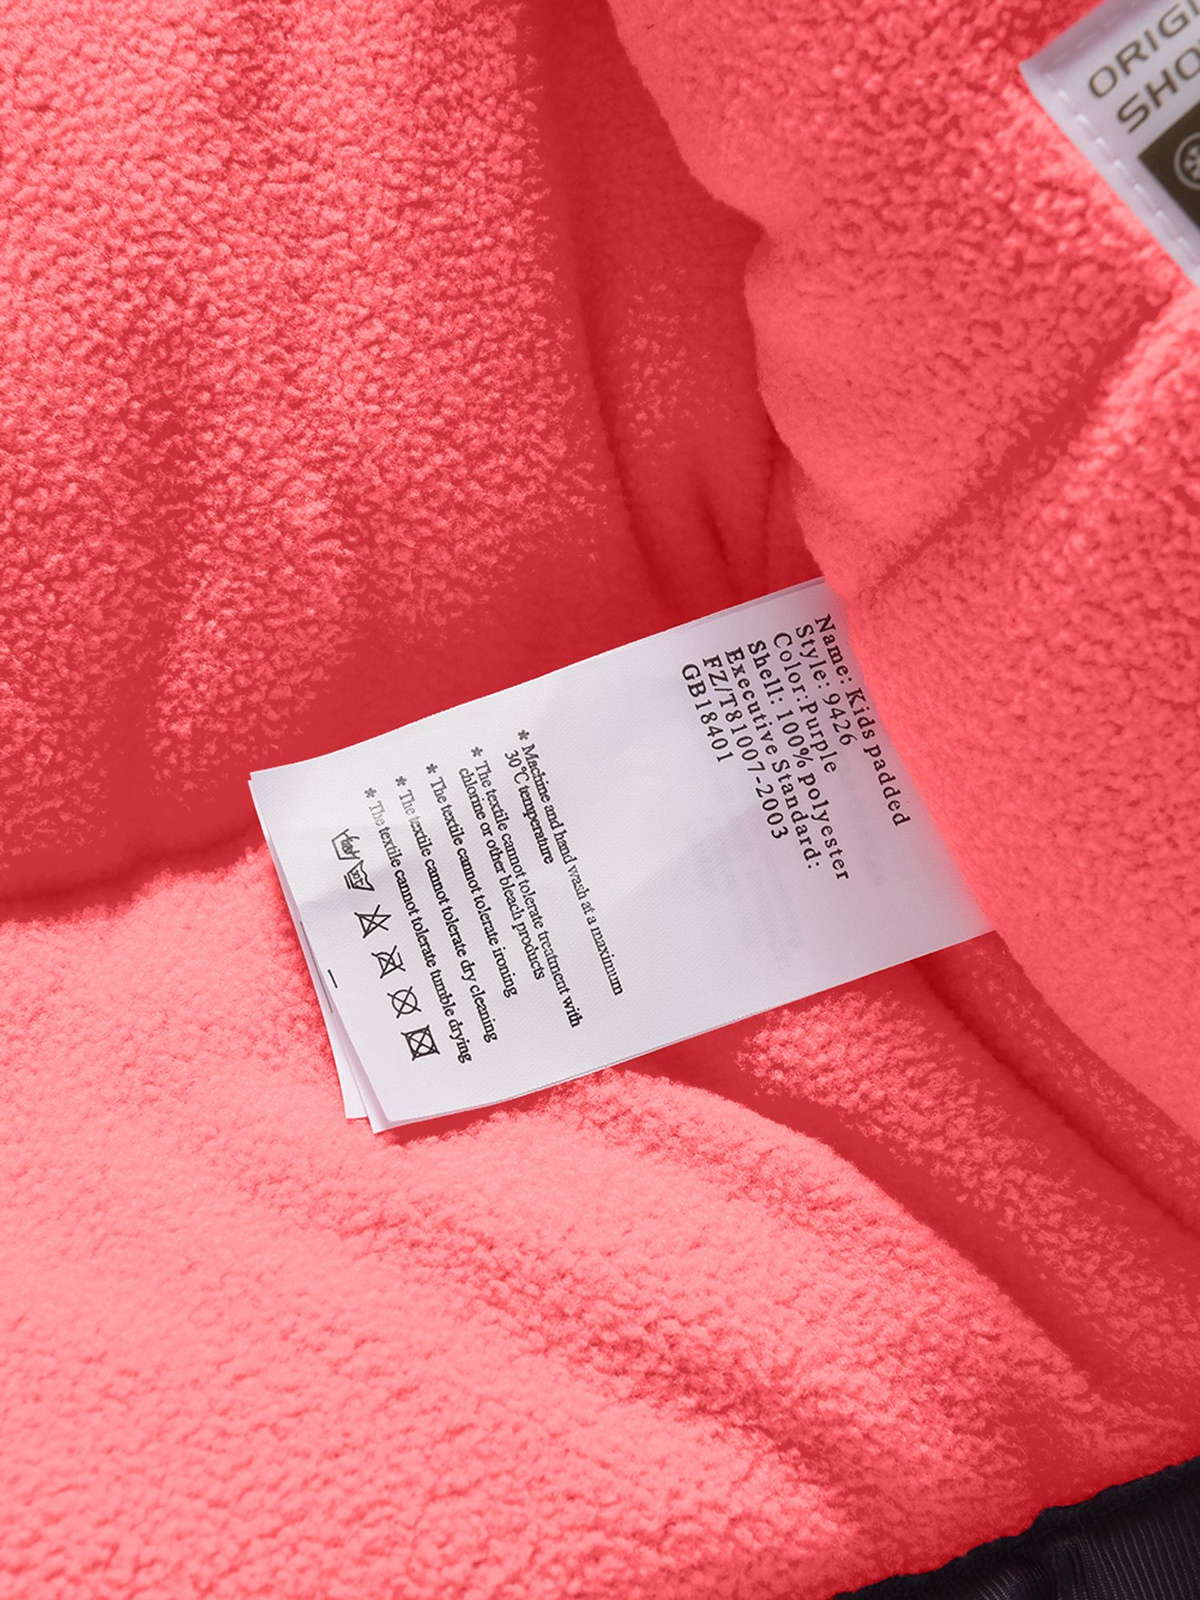 ORIGI
SHO
Name: Kids padded
Style: 9426
Color:Purple
Shell: 100% polyester
Executive Standard:
FZ/T81007-2003
GB18401
* Machine and hand wash at a maximum
30°C temperature
* The textile cannot tolerate treatment with
chlorine or other bleach products
* The textile cannot tolerate ironing
* The textile cannot tolerate dry cleaning
* The textile cannot tolerate tumble drying